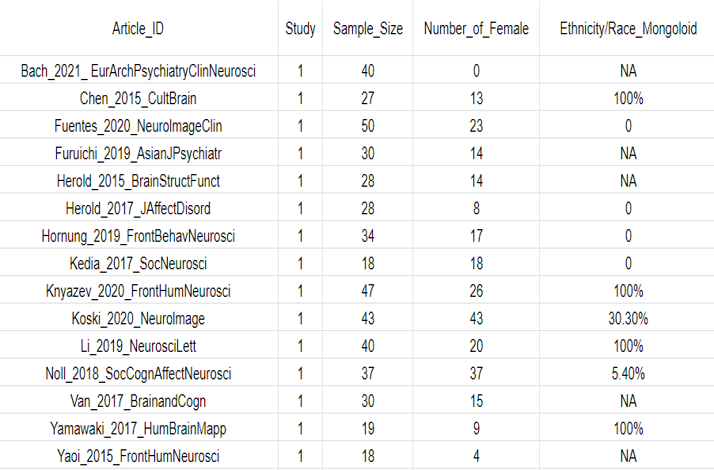 Article_ID Study Sample_Size Number_of_Female Ethnicity/Race_Mongoloid
Bach_2021_ EurArchPsychiatryClinNeurosci 1 40 0 NA
Chen_2015_CultBrain 1 27 13 100%
Fuentes_2020_NeuroImageClin 1 50 23 0
Furuichi_2019_AsianJPsychiatr 1 30 14 NA
Herold_2015_BrainStructFunct 1 28 14 NA
Herold_2017_JAffectDisord 1 28 8 0
Hornung_2019_FrontBehavNeurosci 1 34 17 0
Kedia_2017_SocNeurosci 1 18 18 0
Knyazev_2020_FrontHumNeurosci 1 47 26 100%
Koski_2020_NeuroImage 1 43 43 30.30%
Li_2019_NeurosciLett 1 40 20 100%
Noll_2018_SocCognAffectNeurosci 1 37 37 5.40%
Van_2017_BrainandCogn 1 30 15 NA
Yamawaki_2017_HumBrainMapp 1 19 9 100%
Yaoi_2015_FrontHumNeurosci 1 18 4 NA